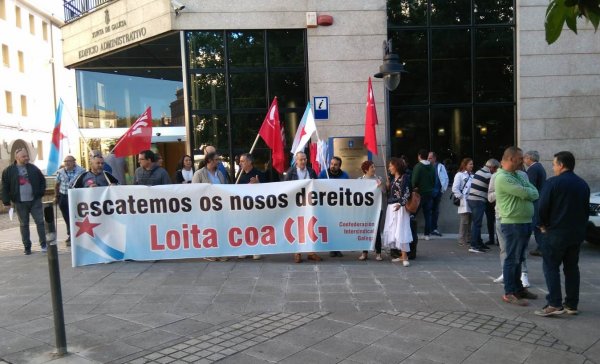 XUNTA DE GALICIA
EDIFICIO ADMINISTRATIVO
i
escatemos os nosos dereitos
Loita coa CIG
Confederación
Intersindical
Galega